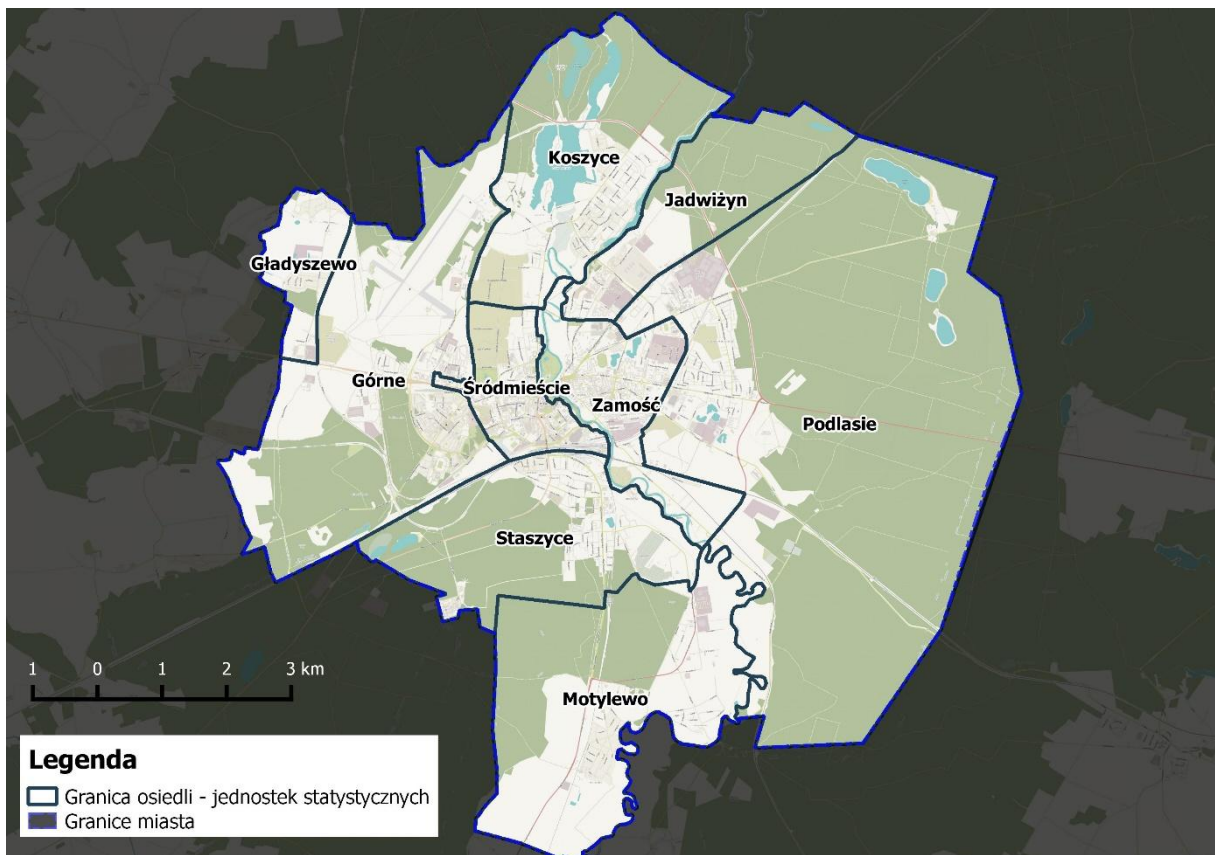 Koszyce
Jadwiżyn
Gładyszewo
Górne
Śródmieście
Zamość
Podlasie
Staszyce
Motylewo
1 0 1 2 3 km
Legenda
Granica osiedli - jednostek statystycznych
Granice miasta